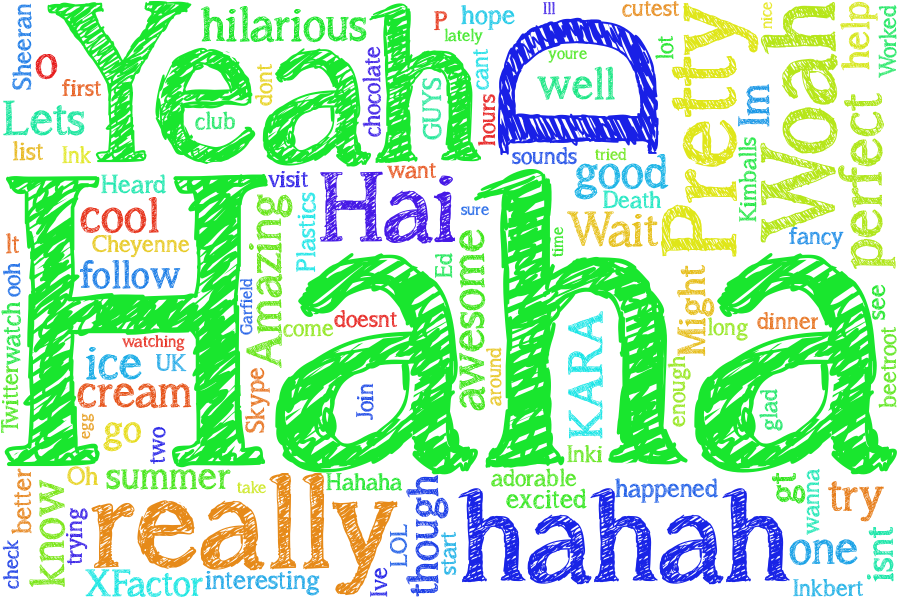 Sheeran
o
first
Lets
list
Ink
Yeah
hilarious
club
dont
chocolate
P
lately
hope
cant
GUYS
hours
Ill
D
youre
well
cutest
lot
Pretty
nice
Woah
help
Worked
Im
perfect
sounds
tried
good
Death
Kimballs
Heard
visit
want
Hai
sure
Wait
time
fancy
cool
Cheyenne
follow
It
ooh
Twitterwatch
Haha
Amazing
Plastics
Garfield
come
doesnt
Ed
awesome
around
KARA
Might
long
dinner
see
beetroot
enough
glad
watching
ice
UK
cream
Skype
Join
egg
go
two
Inki
Oh
summer
take
Hahaha
adorable
excited
happened
gt
wanna
try
better
know
trying
really
though
start
LOL
Ive
hahah
one
isnt
check
XFactor
interesting
Inkbert